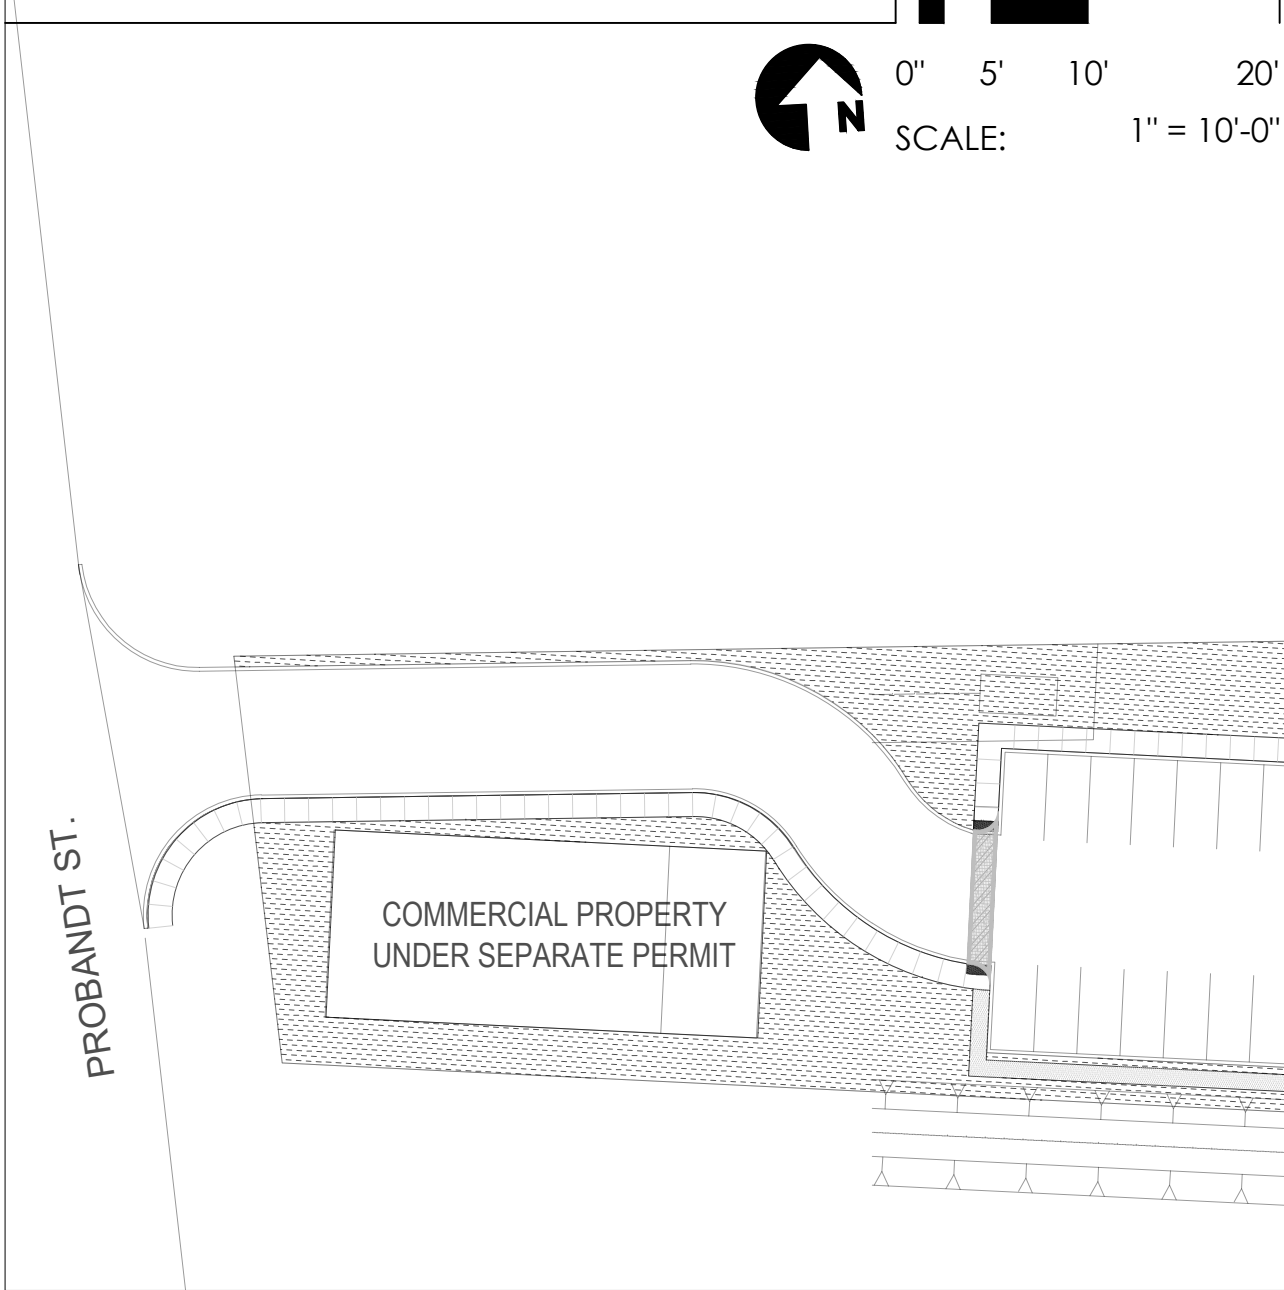 0" 5' 10' 20'
N
SCALE: 1" = 10'-0"
COMMERCIAL PROPERTY
UNDER SEPARATE PERMIT
PROBANDT ST.